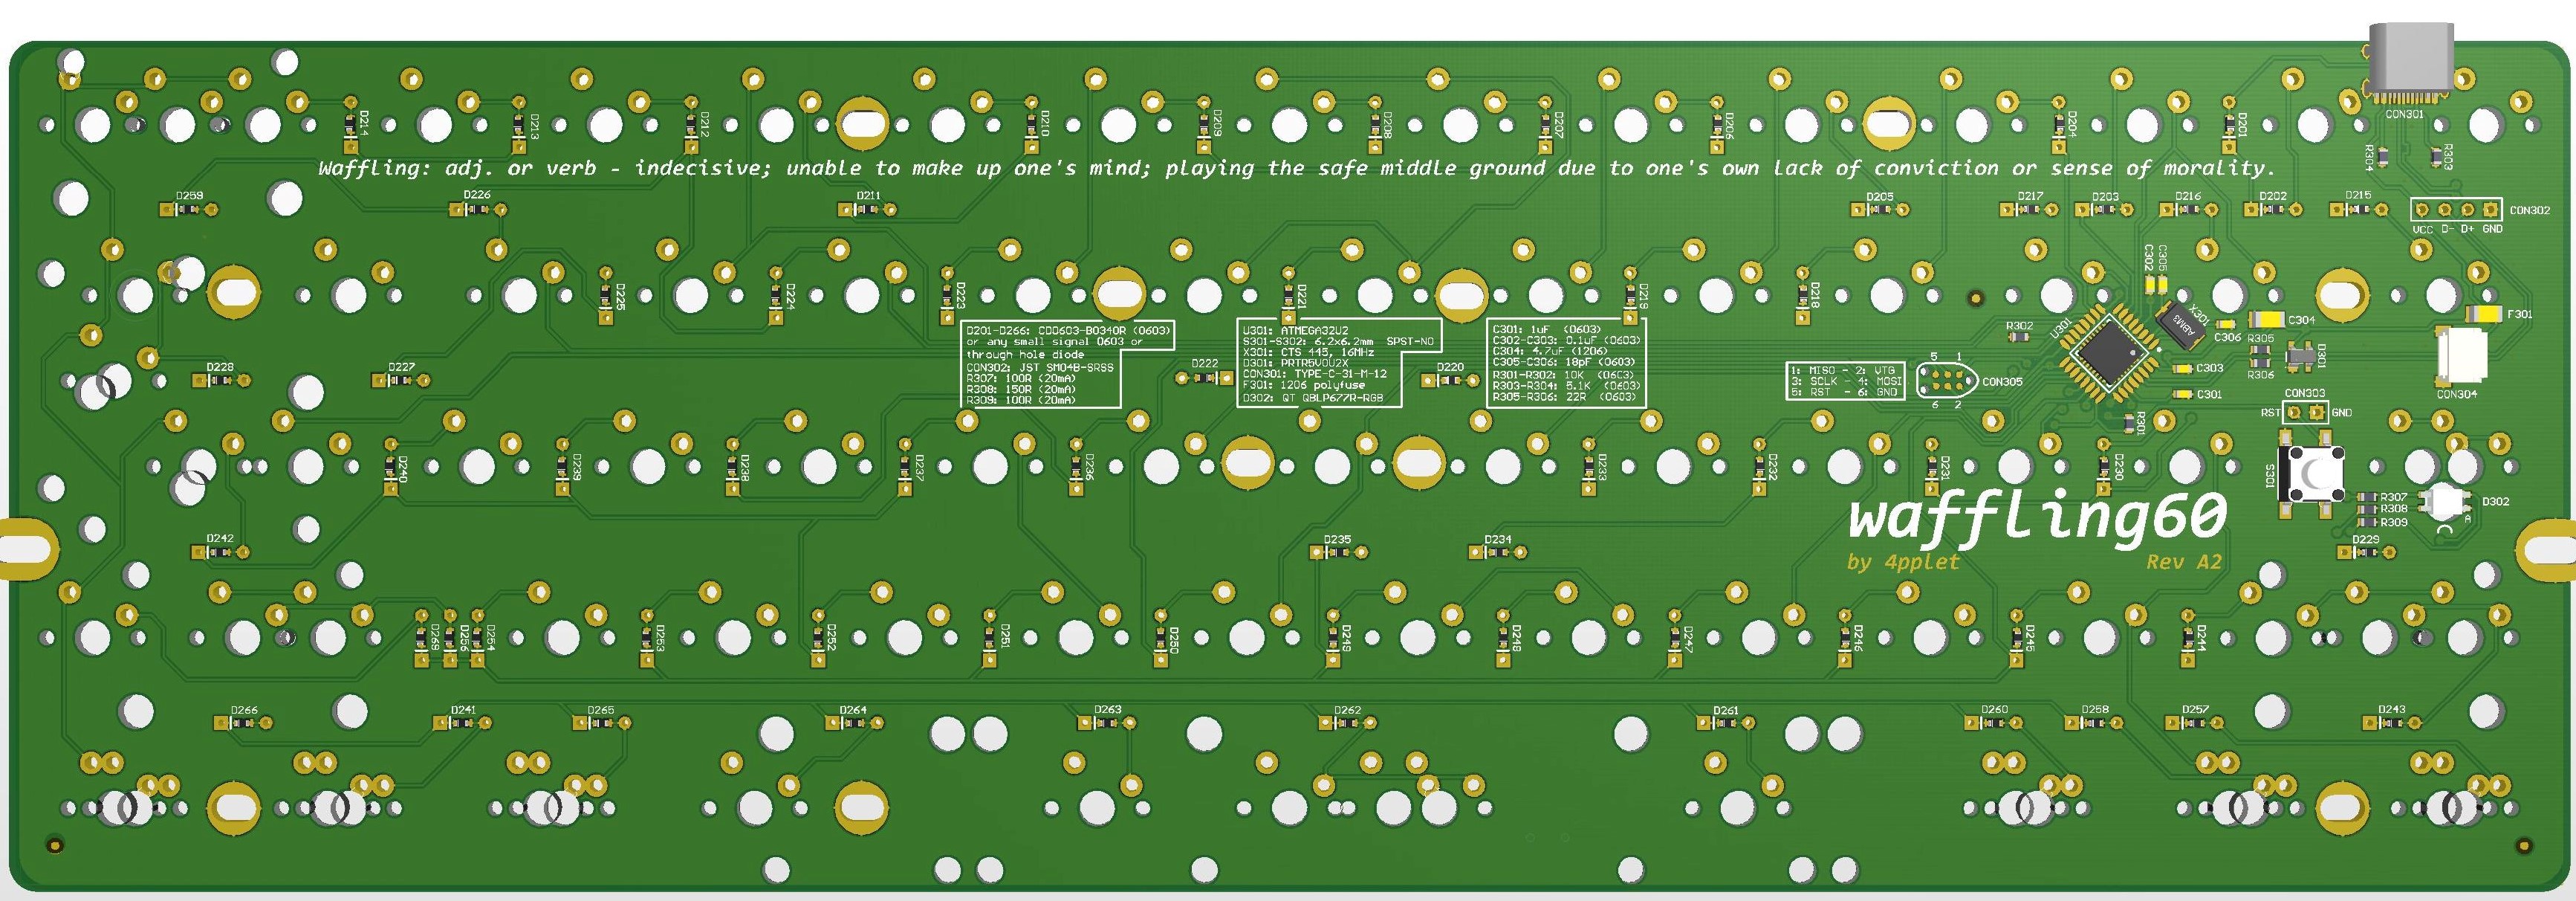 CON301
D214
D213
D212
D210
D209
D208
D207
D206
D204
D201
R304
R303
Waffling: adj. or verb - indecisive; unable to make up one's mind; playing the safe middle ground due to one's own lack of conviction or sense of morality.
D259
D226
D211
D205
D217
D203
D216
D202
D215
CON302
VCC D- D+ GND
C302
C305
D225
D224
D223
D221
D219
D218
U301
X301
ABM3
C306
C304
F301
R302
R305
R306
D301
D201-D266: CD0603-B0340R (0603)
or any small signal 0603 or
through hole diode
CON302: JST SM04B-SRSS
R307: 100R (20mA)
R308: 150R (20mA)
R309: 100R (20mA)
U301: ATMEGA32U2
S301-S302: 6.2x6.2mm SPST-NO
X301: CTS 445, 16MHz
D301: PRTR5V0U2X
CON301: TYPE-C-31-M-12
F301: 1206 polyfuse
D302: QT QBLP677R-RGB
C301: 1uF (0603)
C302-C303: 0.1uF (0603)
C304: 4.7uF (1206)
C305-C306: 18pF (0603)
R301-R302: 10K (0603)
R303-R304: 5.1K (0603)
R305-R306: 22R (0603)
D228
D227
D222
D220
1: MISO - 2: VTG
3: SCLK - 4: MOSI
5: RST - 6: GND
5 1
CON305
6 2
C303
C301
CON304
CON303
RST
GND
R301
D240
D239
D238
D237
D236
D233
D232
D231
D230
S301
R307
R308
R309
D302
A
waffling60
by 4pplet
Rev A2
D242
D235
D234
D229
D268
D256
D254
D253
D252
D251
D250
D249
D248
D247
D246
D245
D244
D266
D241
D265
D264
D263
D262
D261
D260
D258
D257
D243